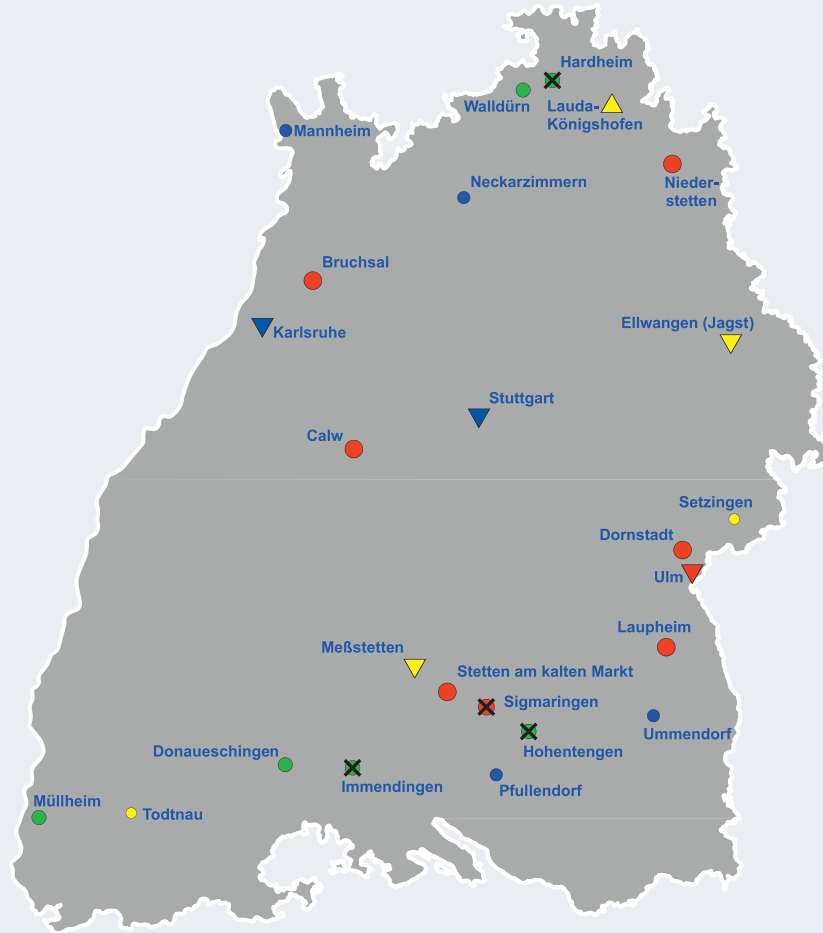 Hardheim
Walldürn
Lauda-
Königshofen
Mannheim
Neckarzimmern
Nieder-
stetten
Bruchsal
Ellwangen (Jagst)
Karlsruhe
Stuttgart
Calw
Setzingen
Dornstadt
Ulm
Laupheim
Meßstetten
Stetten am kalten Markt
Sigmaringen
Ummendorf
Donaueschingen
Hohentengen
Immendingen
Pfullendorf
Müllheim
Todtnau